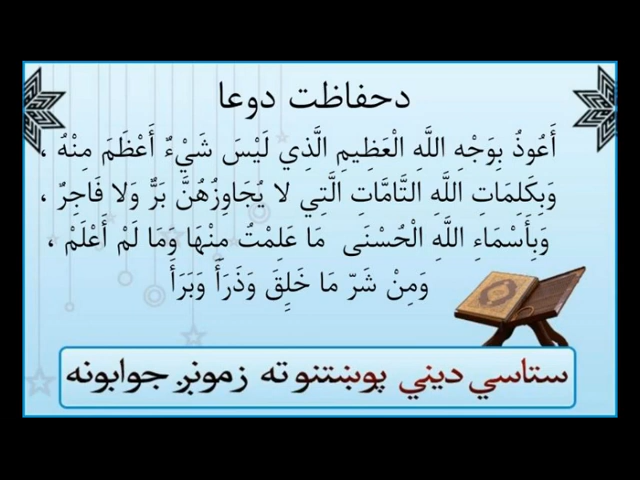 دحفاظت دوعا
أَعُوذُ بِوَجْهِ اللَّهِ الْعَظِيمِ الَّذِي لَيْسَ شَيْءٌ أَعْظَمَ مِنْهُ ،
وَبِكَلِمَاتِ اللَّهِ التَّامَّاتِ الَّتِي لا يُجَاوِزُهُنَّ بَرٌّ وَلا فَاجِرٌ ،
وَبِأَسْمَاءِ اللَّهِ الْحُسْنَى مَا عَلِمْتُ مِنْهَا وَمَا لَمْ أَعْلَمْ ،
وَمِنْ شَرّ مَا خَلِقَ وَذَرَأَ وَبَرَأَ
ستاسي ديني پوښتنو ته زمونږ جوابونه